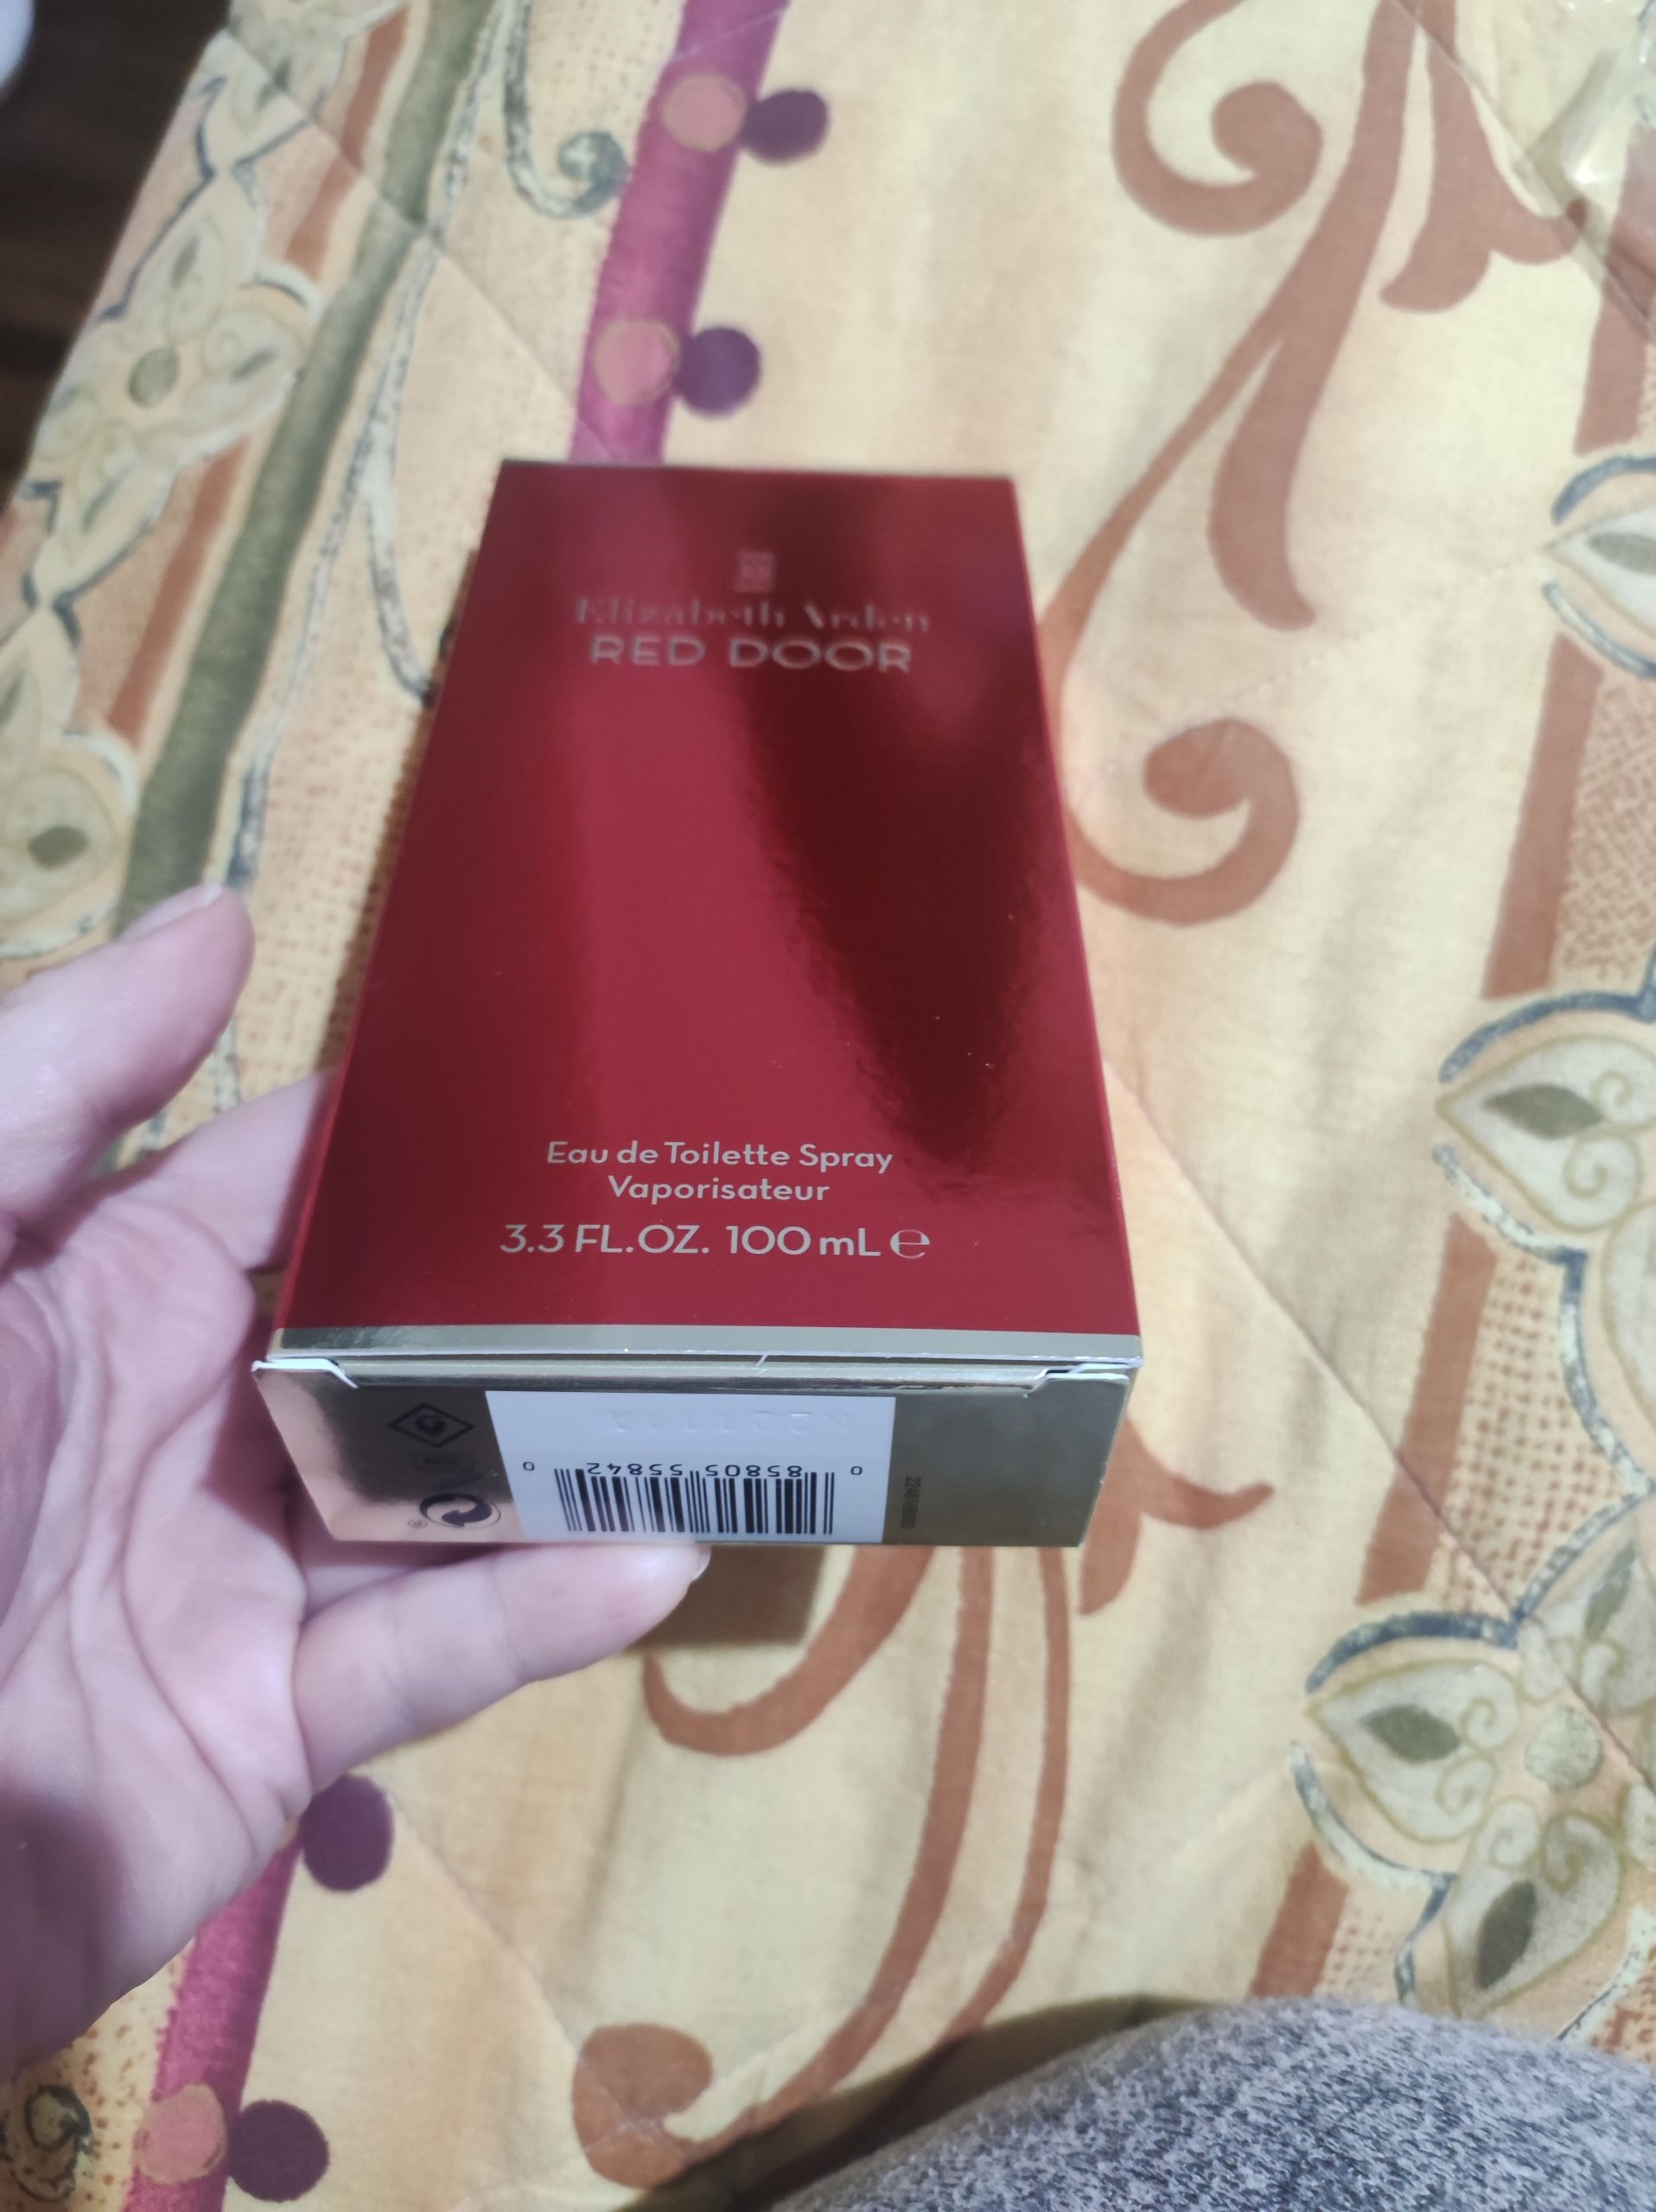 Elizabeth Arden
RED DOOR
Eau de Toilette Spray
Vaporisateur
3.3 FL.OZ. 100 mL ℮
0 85805 55842 0